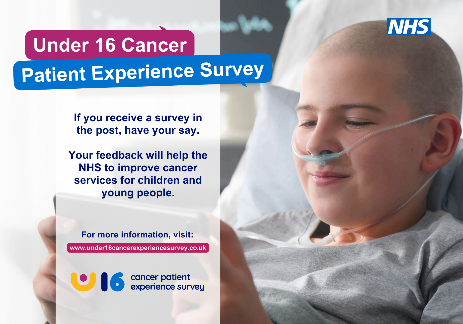 NHS
Under 16 Cancer
Patient Experience Survey
If you receive a survey in
the post, have your say.
Your feedback will help the
NHS to improve cancer
services for children and
young people.
For more information, visit:
www.under16cancerexperiencesurvey.co.uk
U16
cancer patient
experience survey